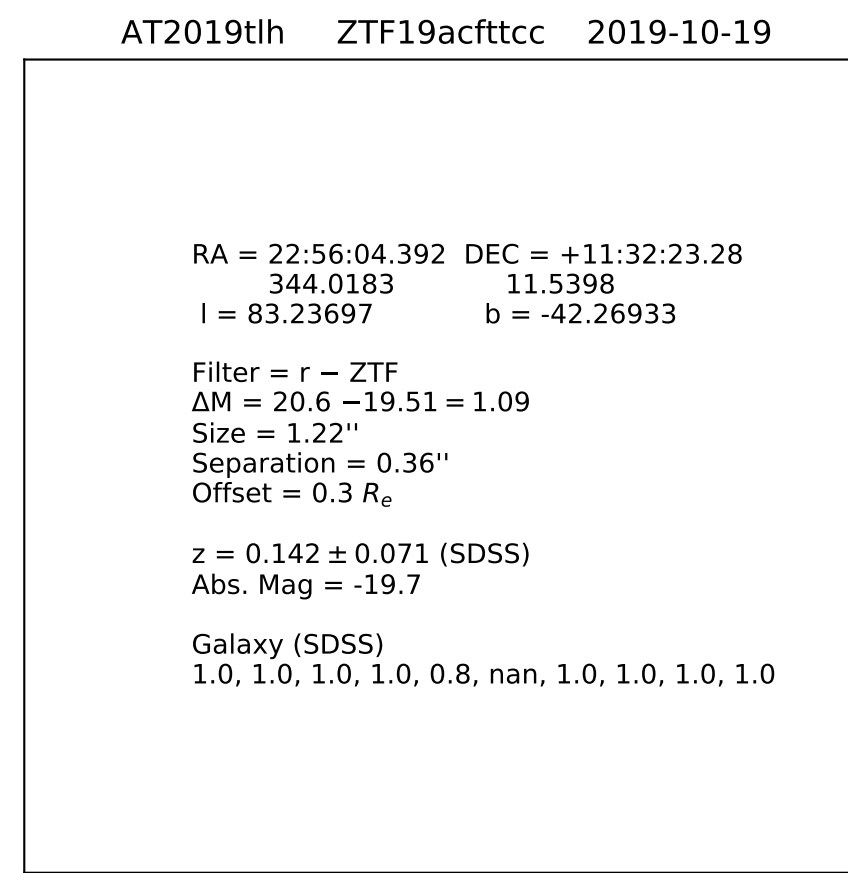 AT2019tlh ZTF19acfttcc 2019-10-19
RA = 22:56:04.392 DEC = +11:32:23.28
344.0183 11.5398
l = 83.23697 b = -42.26933
Filter = r − ZTF
ΔM = 20.6 −19.51 = 1.09
Size = 1.22''
Separation = 0.36''
Offset = 0.3 Rₑ
z = 0.142 ± 0.071 (SDSS)
Abs. Mag = -19.7
Galaxy (SDSS)
1.0, 1.0, 1.0, 1.0, 0.8, nan, 1.0, 1.0, 1.0, 1.0